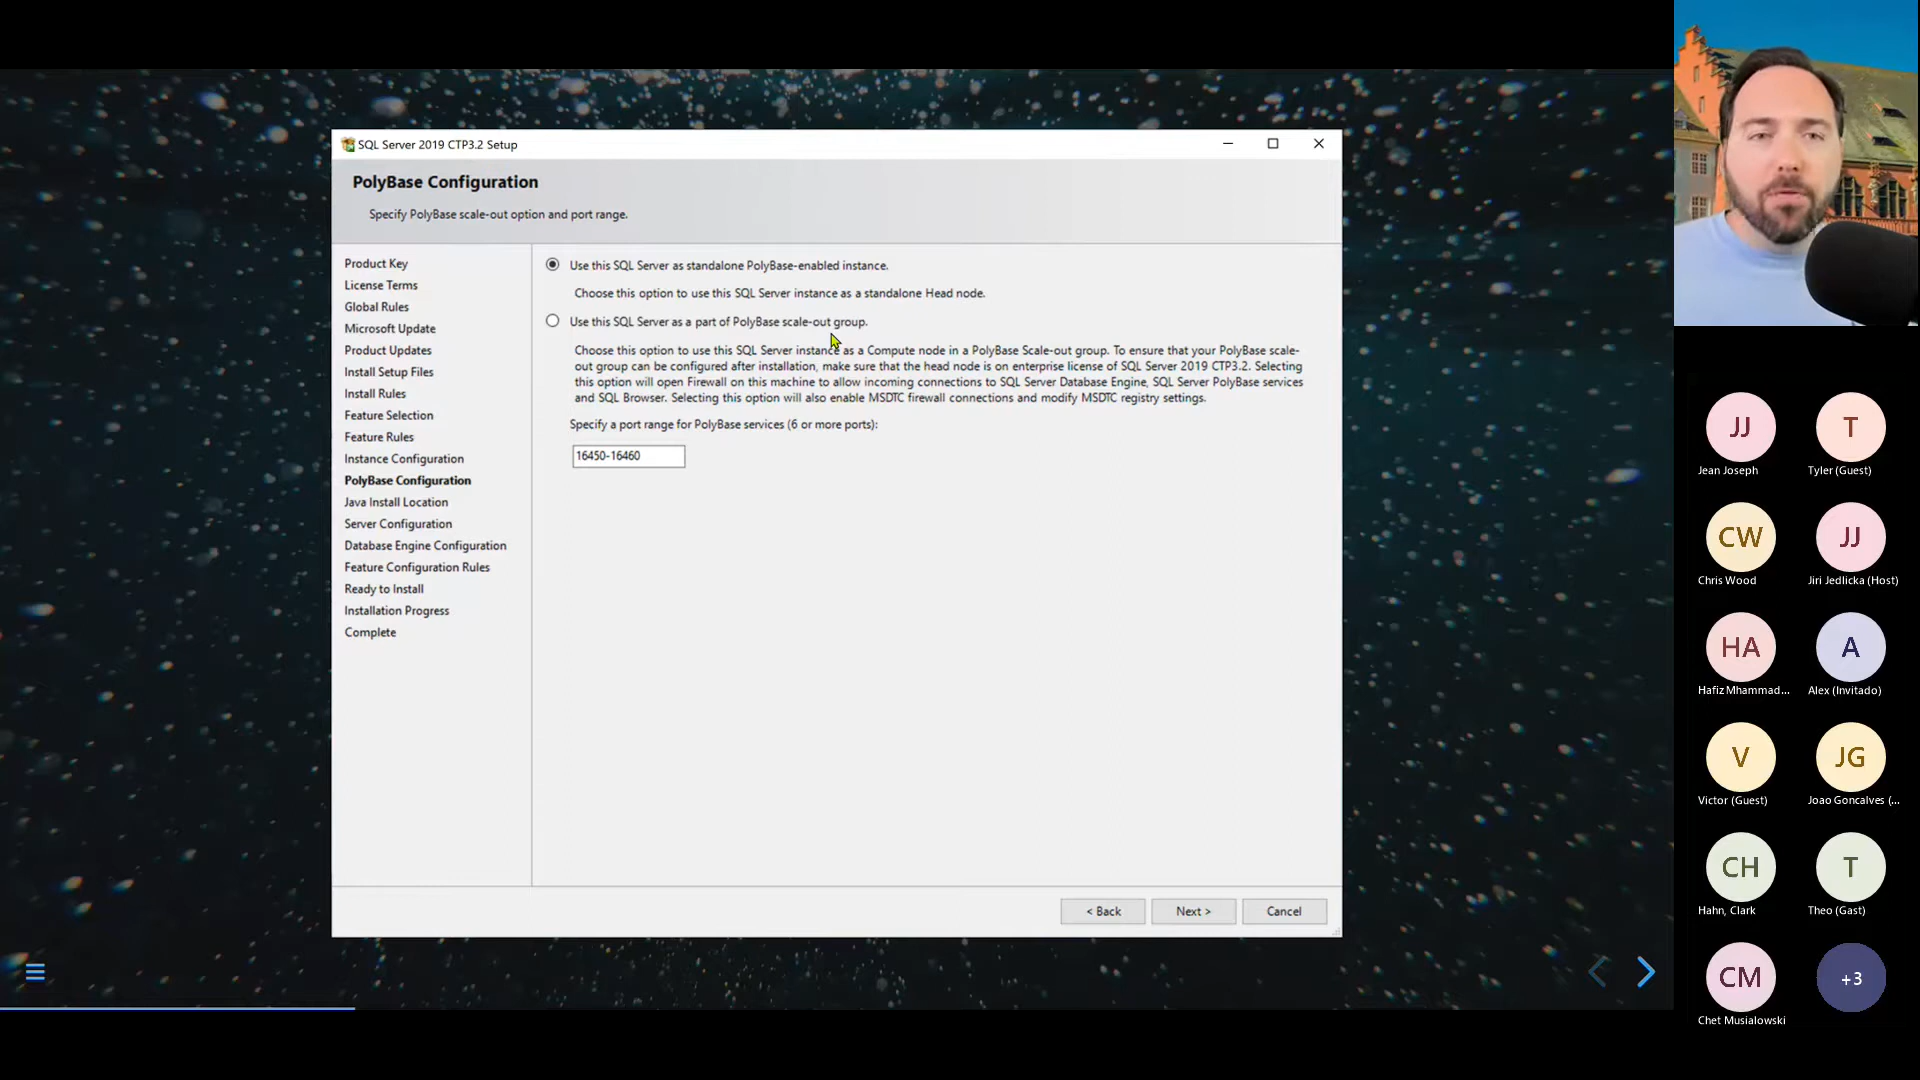 SQL Server 2019 CTP3.2 Setup
PolyBase Configuration
Specify PolyBase scale-out option and port range.
Product Key
License Terms
Global Rules
Microsoft Update
Product Updates
Install Setup Files
Install Rules
Feature Selection
Feature Rules
Instance Configuration
PolyBase Configuration
Java Install Location
Server Configuration
Database Engine Configuration
Feature Configuration Rules
Ready to Install
Installation Progress
Complete
Use this SQL Server as standalone PolyBase-enabled instance.
Choose this option to use this SQL Server instance as a standalone Head node.
Use this SQL Server as a part of PolyBase scale-out group.
Choose this option to use this SQL Server instance as a Compute node in a PolyBase Scale-out group. To ensure that your PolyBase scale-
out group can be configured after installation, make sure that the head node is on enterprise license of SQL Server 2019 CTP3.2. Selecting
this option will open Firewall on this machine to allow incoming connections to SQL Server Database Engine, SQL Server PolyBase services
and SQL Browser. Selecting this option will also enable MSDTC firewall connections and modify MSDTC registry settings.
Specify a port range for PolyBase services (6 or more ports):
16450-16460
< Back
Next >
Cancel
JJ
Jean Joseph
T
Tyler (Guest)
CW
Chris Wood
JJ
Jiri Jedlicka (Host)
HA
Hafiz Mhammad...
A
Alex (Invitado)
V
Victor (Guest)
JG
Joao Goncalves (...
CH
Hahn, Clark
T
Theo (Gast)
CM
Chet Musialowski
+3